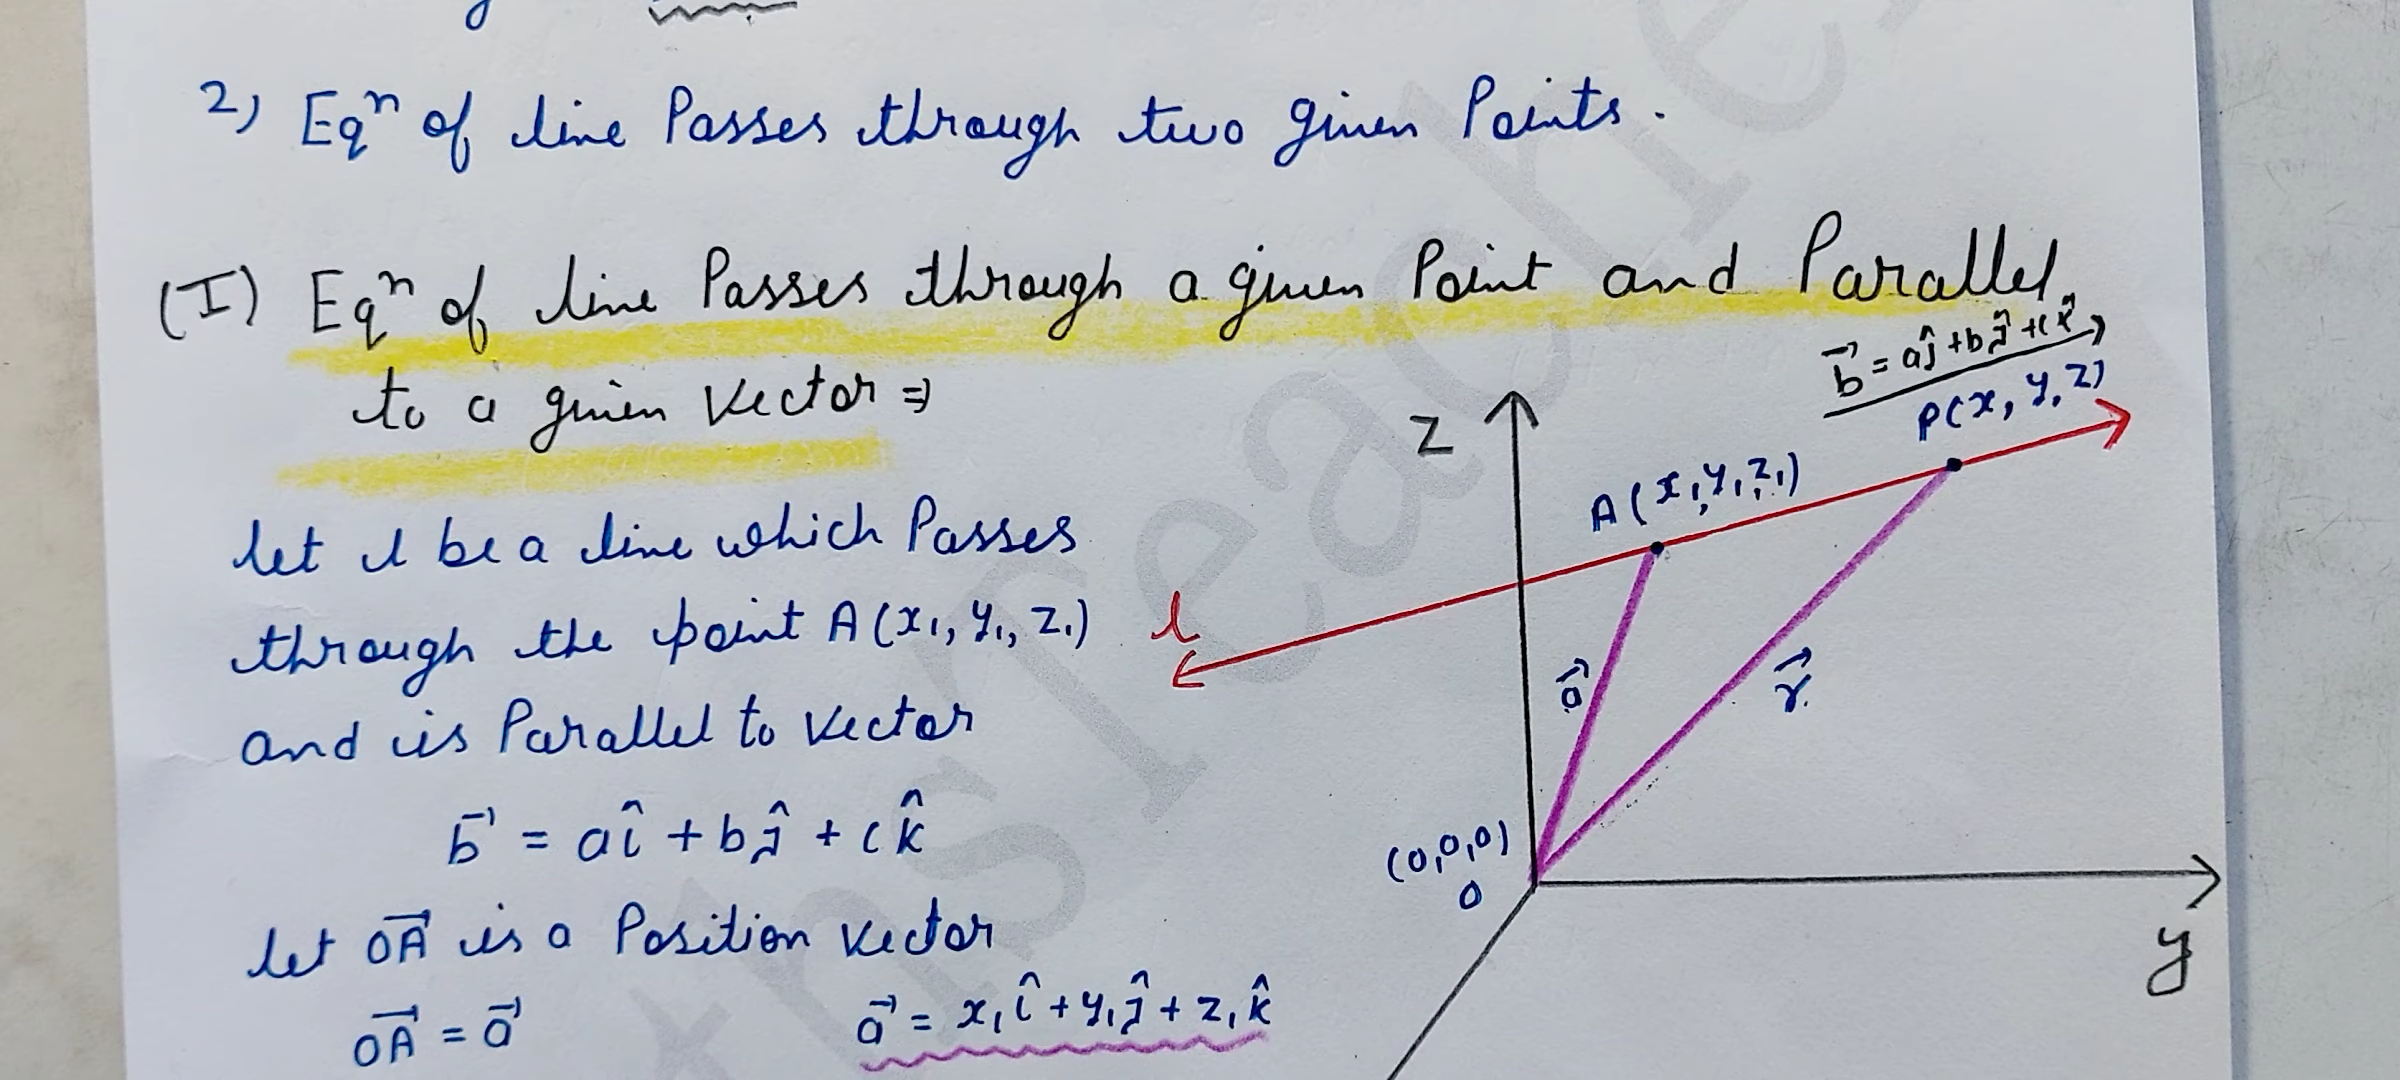 2) Eqⁿ of line Passes through two given Points.
(I) Eqⁿ of line Passes through a given Point and Parallel
to a given Vector ⇒
b⃗ = aĵ + bĵ + ck̂
P(x, y, z)
Z
A(x₁, y₁, z₁)
let l be a line which Passes
through the point A(x₁, y₁, z₁)
l
and is Parallel to vector
a⃗
r⃗
b⃗ = aî + bĵ + ck̂
(0,0,0)
O
let OA⃗ is a Position vector
y
OA⃗ = a⃗
a⃗ = x₁î + y₁ĵ + z₁k̂